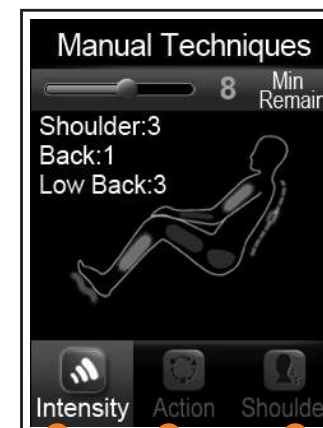 Manual Techniques
8 Min
Remain
Shoulder:3
Back:1
Low Back:3
Intensity Action Shoulde